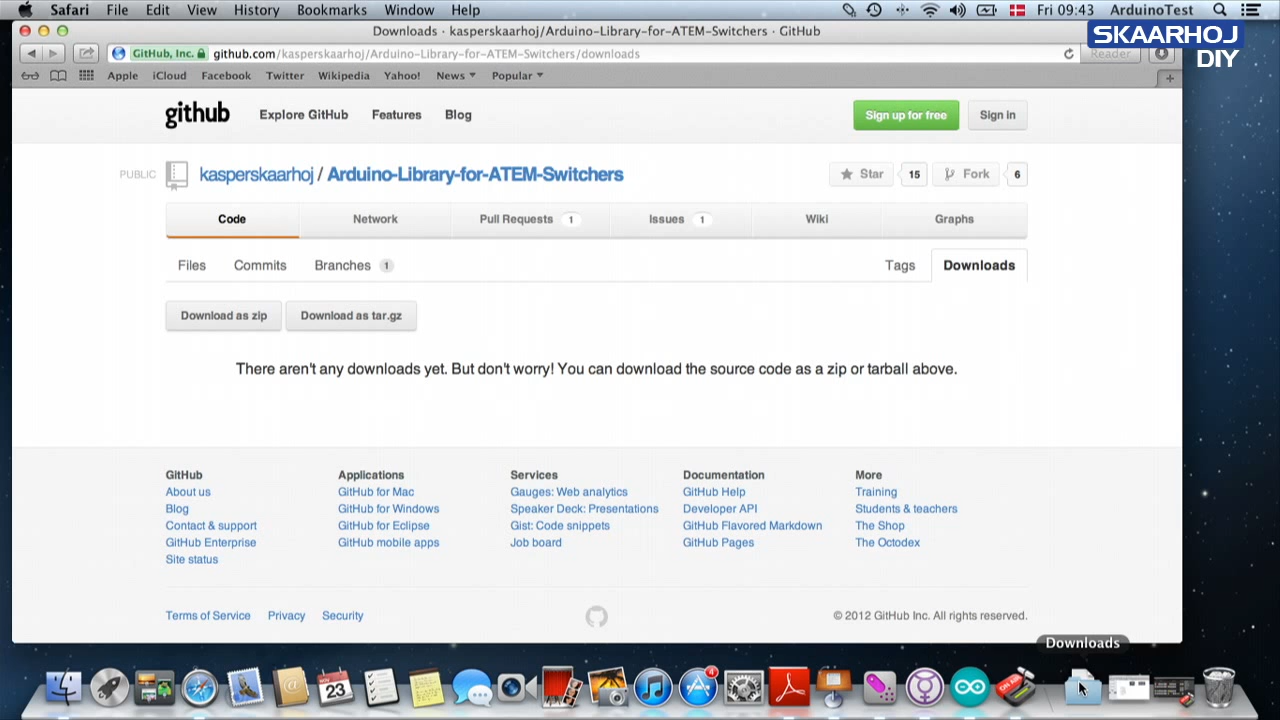 Safari File Edit View History Bookmarks Window Help Fri 09:43 ArduinoTest
Downloads · kasperskaarhoj/Arduino-Library-for-ATEM-Switchers · GitHub
SKAARHOJ
DIY
GitHub, Inc. github.com/kasperskaarhoj/Arduino-Library-for-ATEM-Switchers/downloads Reader
Apple iCloud Facebook Twitter Wikipedia Yahoo! News Popular
github Explore GitHub Features Blog Sign up for free Sign in
PUBLIC kasperskaarhoj / Arduino-Library-for-ATEM-Switchers Star 15 Fork 6
Code Network Pull Requests 1 Issues 1 Wiki Graphs
Files Commits Branches 1 Tags Downloads
Download as zip Download as tar.gz
There aren't any downloads yet. But don't worry! You can download the source code as a zip or tarball above.
GitHub Applications Services Documentation More
About us GitHub for Mac Gauges: Web analytics GitHub Help Training
Blog GitHub for Windows Speaker Deck: Presentations Developer API Students & teachers
Contact & support GitHub for Eclipse Gist: Code snippets GitHub Flavored Markdown The Shop
GitHub Enterprise GitHub mobile apps Job board GitHub Pages The Octodex
Site status
Terms of Service Privacy Security © 2012 GitHub Inc. All rights reserved.
Downloads
NOV
23
4